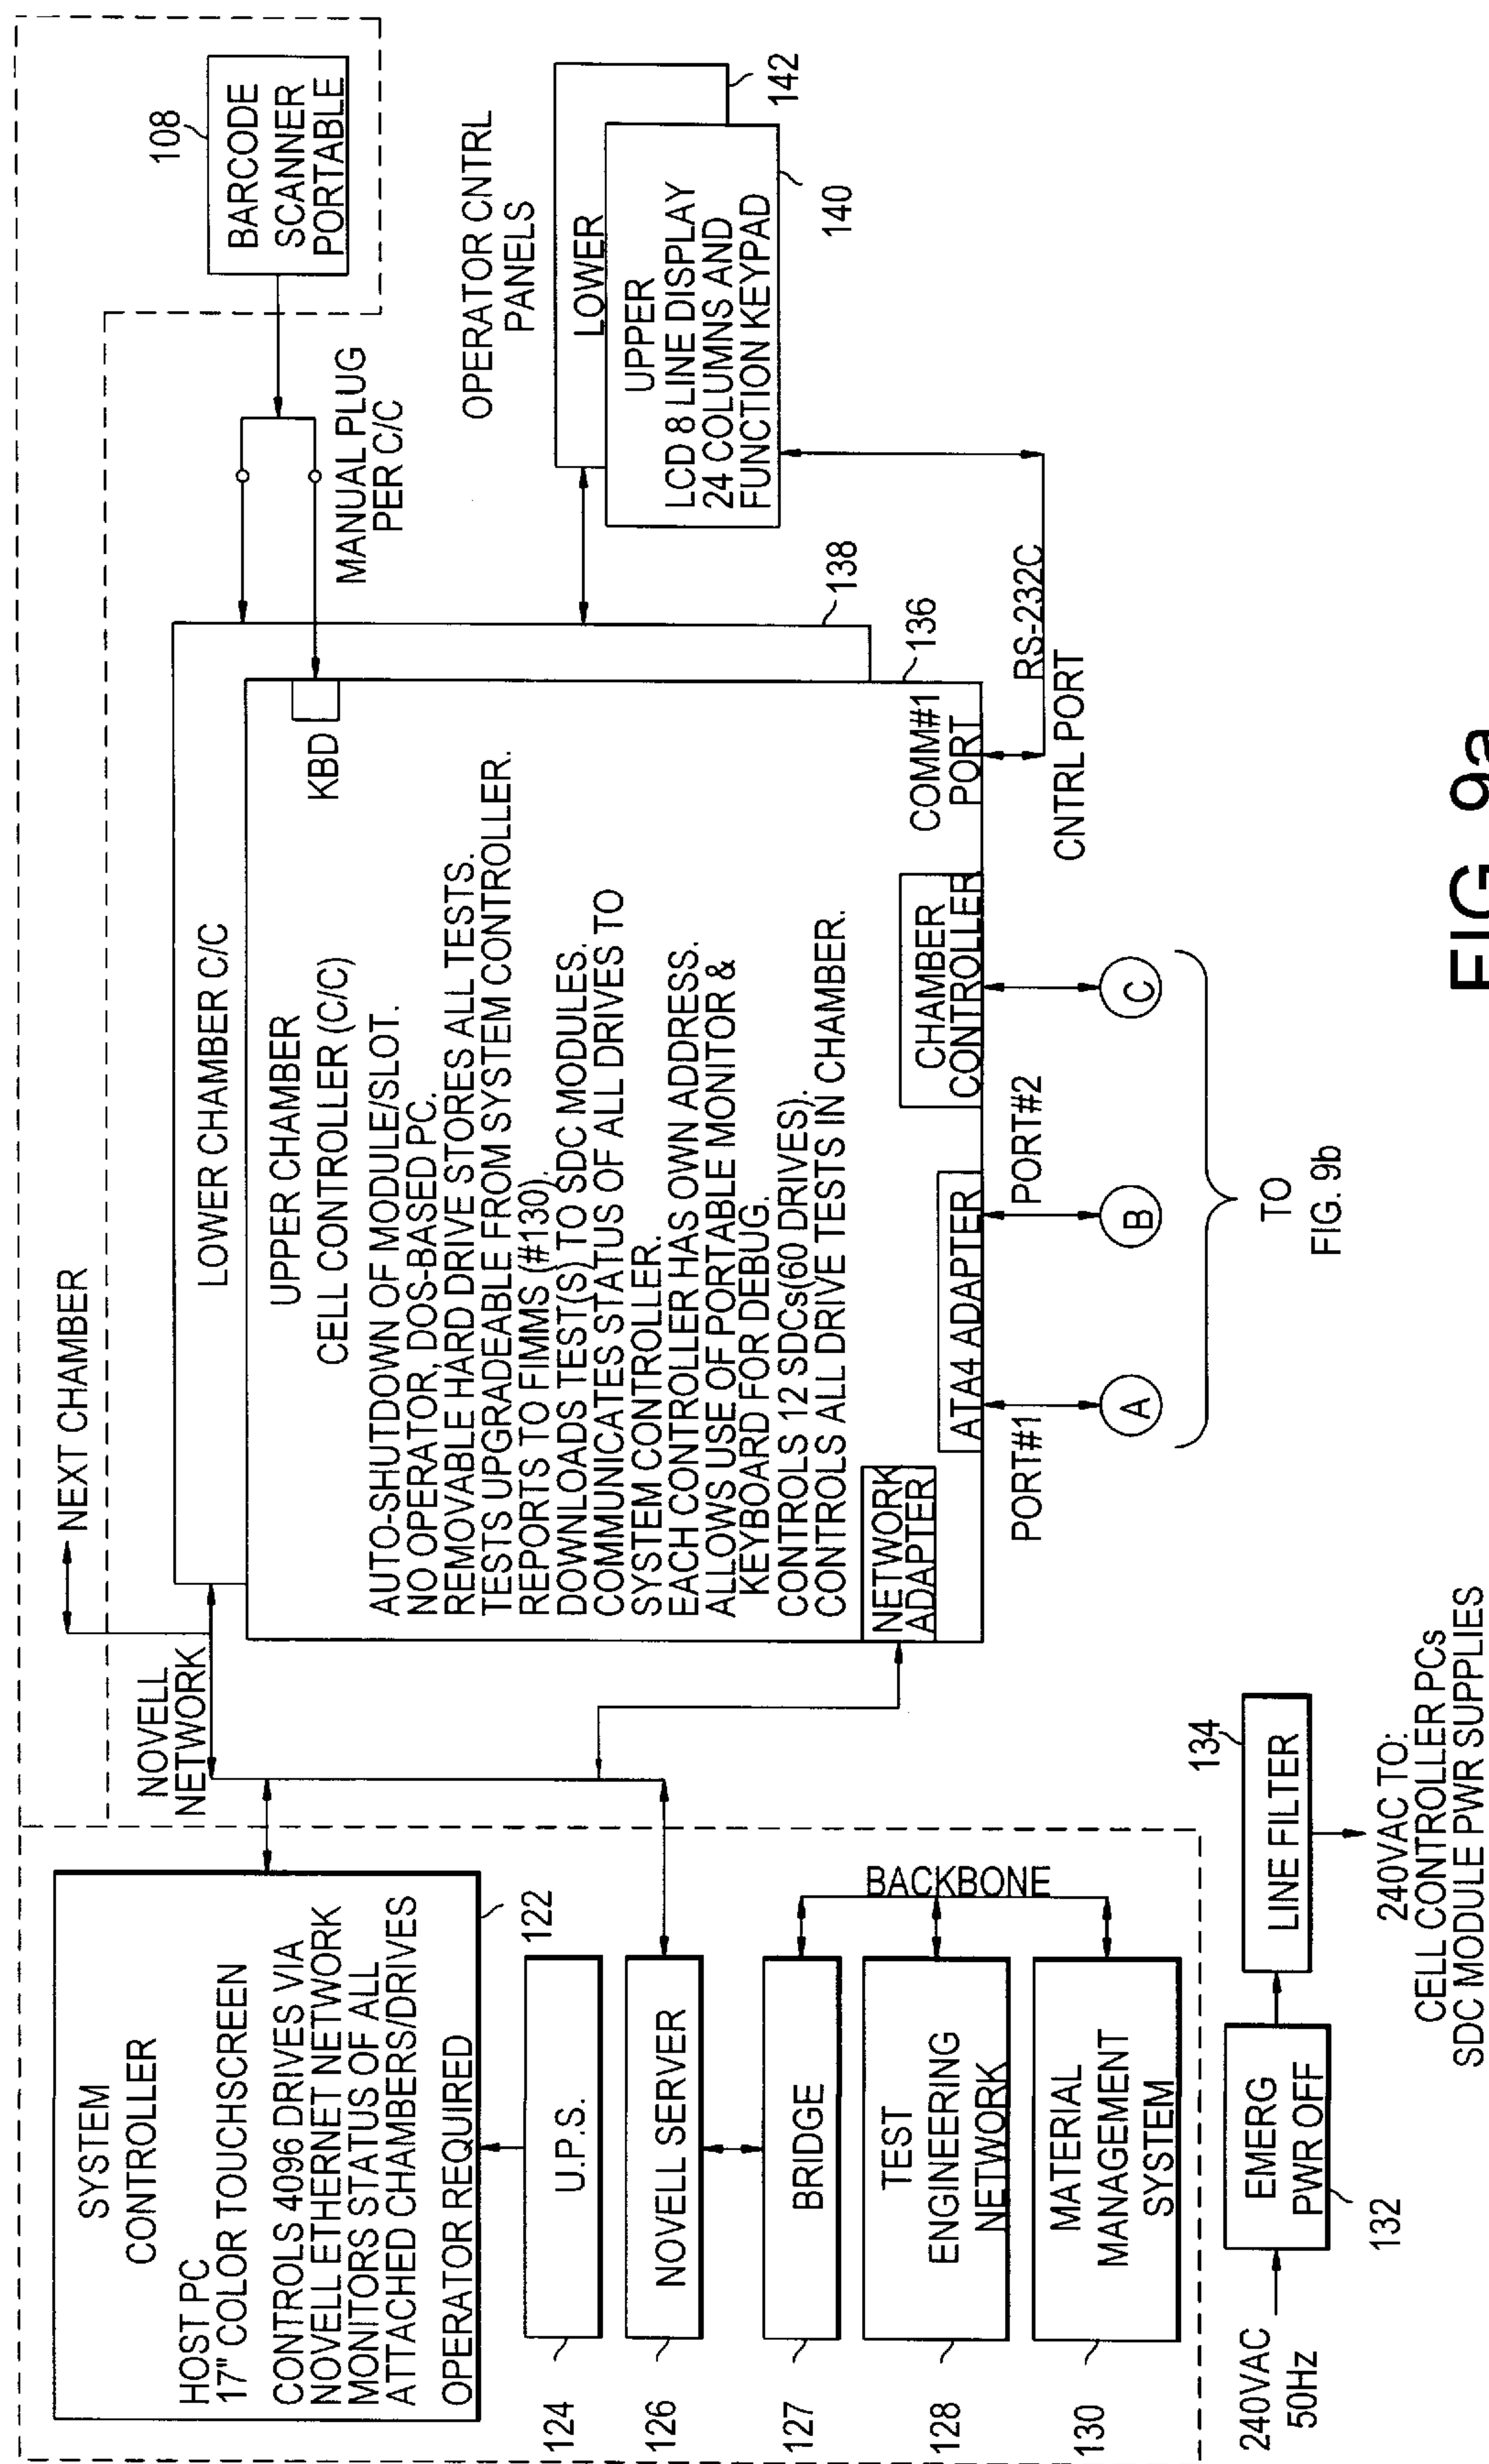 SYSTEM
CONTROLLER
HOST PC
17" COLOR TOUCHSCREEN
CONTROLS 4096 DRIVES VIA
NOVELL ETHERNET NETWORK
MONITORS STATUS OF ALL
ATTACHED CHAMBERS/DRIVES
OPERATOR REQUIRED
122
U.P.S.
124
NOVELL SERVER
126
BRIDGE
127
TEST
ENGINEERING
NETWORK
128
MATERIAL
MANAGEMENT
SYSTEM
130
BACKBONE
240VAC
50Hz
EMERG
PWR OFF
132
LINE FILTER
134
240VAC TO:
CELL CONTROLLER PCs
SDC MODULE PWR SUPPLIES
NOVELL
NETWORK
NEXT CHAMBER
LOWER CHAMBER C/C
UPPER CHAMBER
CELL CONTROLLER (C/C)
AUTO-SHUTDOWN OF MODULE/SLOT.
NO OPERATOR, DOS-BASED PC.
REMOVABLE HARD DRIVE STORES ALL TESTS.
TESTS UPGRADEABLE FROM SYSTEM CONTROLLER.
REPORTS TO FIMMS (#130).
DOWNLOADS TEST(S) TO SDC MODULES.
COMMUNICATES STATUS OF ALL DRIVES TO
SYSTEM CONTROLLER.
EACH CONTROLLER HAS OWN ADDRESS.
ALLOWS USE OF PORTABLE MONITOR &
KEYBOARD FOR DEBUG.
CONTROLS 12 SDCs(60 DRIVES).
CONTROLS ALL DRIVE TESTS IN CHAMBER.
KBD
NETWORK
ADAPTER
ATA4 ADAPTER
CHAMBER
CONTROLLER
COMM#1
PORT
136
138
PORT#1
PORT#2
A
B
C
TO
FIG. 9b
CNTRL PORT
RS-232C
MANUAL PLUG
PER C/C
108
BARCODE
SCANNER
PORTABLE
OPERATOR CNTRL
PANELS
LOWER
UPPER
LCD 8 LINE DISPLAY
24 COLUMNS AND
FUNCTION KEYPAD
140
142
FIG. 9a